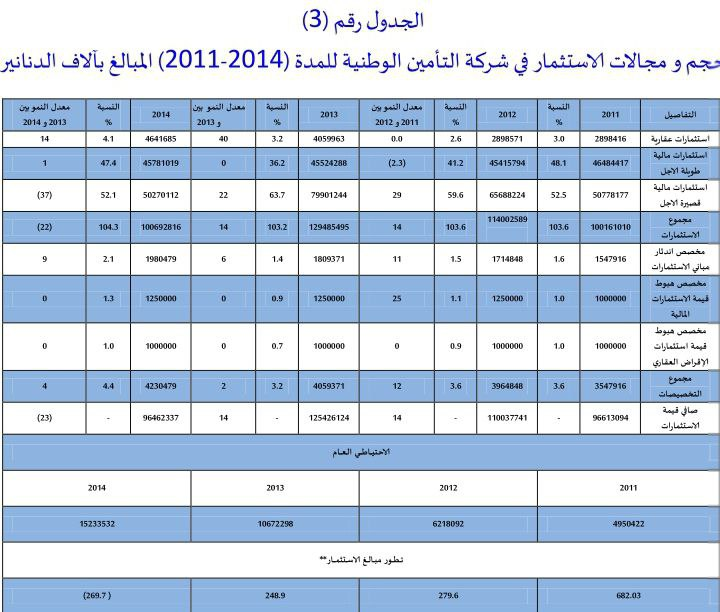 الجدول رقم (3)
حجم و مجالات الاستثمار في شركة التأمين الوطنية للمدة (2014-2011) المبالغ بآلاف الدنانير
التفاصيل 2011 النسبة % 2012 النسبة % معدل النمو بين 2011 و 2012 2013 النسبة % معدل النمو بين و 2013 2014 النسبة % معدل النمو بين 2013 و 2014
استثمارات عقارية 2898416 3.0 2898571 2.6 0.0 4059963 3.2 40 4641685 4.1 14
استثمارات مالية طويلة الاجل 46484417 48.1 45415794 41.2 (2.3) 45524288 36.2 0 45781019 47.4 1
استثمارات مالية قصيرة الاجل 50778177 52.5 65688224 59.6 29 79901244 63.7 22 50270112 52.1 (37)
مجموع الاستثمارات 100161010 103.6 114002589 103.6 14 129485495 103.2 14 100692816 104.3 (22)
مخصص اندثار مباني الاستثمارات 1547916 1.6 1714848 1.5 11 1809371 1.4 6 1980479 2.1 9
مخصص هبوط قيمة الاستثمارات المالية 1000000 1.0 1250000 1.1 25 1250000 0.9 0 1250000 1.3 0
مخصص هبوط قيمة استثمارات الإقراض العقاري 1000000 1.0 1000000 0.9 0 1000000 0.7 0 1000000 1.0 0
مجموع التخصيصات 3547916 3.6 3964848 3.6 12 4059371 3.2 2 4230479 4.4 4
صافي قيمة الاستثمارات 96613094 - 110037741 - 14 125426124 - 14 96462337 - (23)
الاحتياطي العام
2011 2012 2013 2014
4950422 6218092 10672298 15233532
تطور مبالغ الاستثمار**
682.03 279.6 248.9 (269.7 )